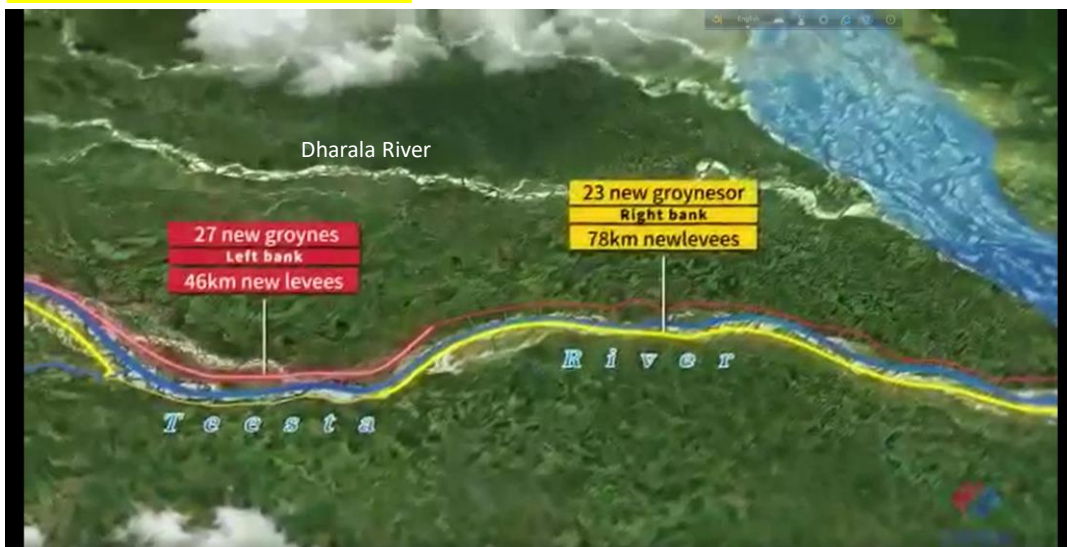 English
Dharala River
23 new groynesor
Right bank
78km newlevees
27 new groynes
Left bank
46km new levees
River
Teesta